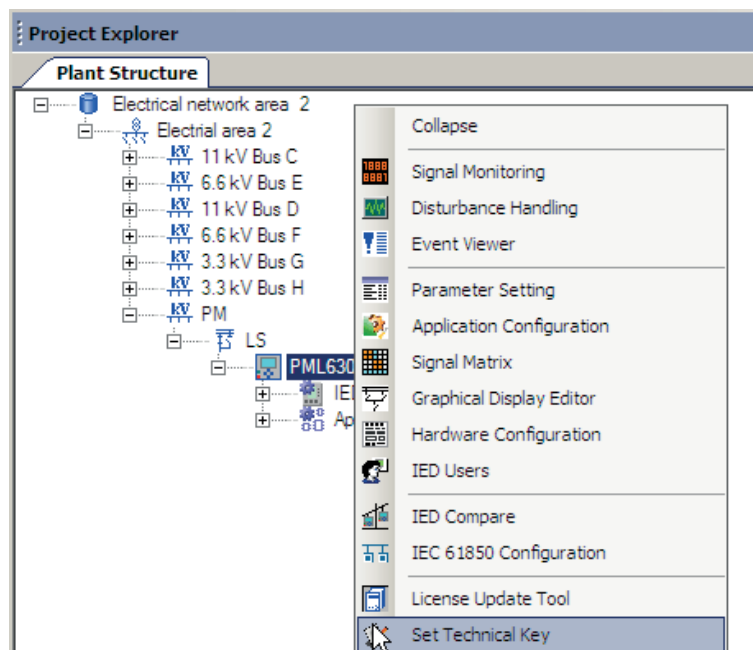 Project Explorer
Plant Structure
Electrical network area 2
Electrial area 2
11 kV Bus C
6.6 kV Bus E
11 kV Bus D
6.6 kV Bus F
3.3 kV Bus G
3.3 kV Bus H
PM
LS
PML630
IE
Ap
Collapse
Signal Monitoring
Disturbance Handling
Event Viewer
Parameter Setting
Application Configuration
Signal Matrix
Graphical Display Editor
Hardware Configuration
IED Users
IED Compare
IEC 61850 Configuration
License Update Tool
Set Technical Key